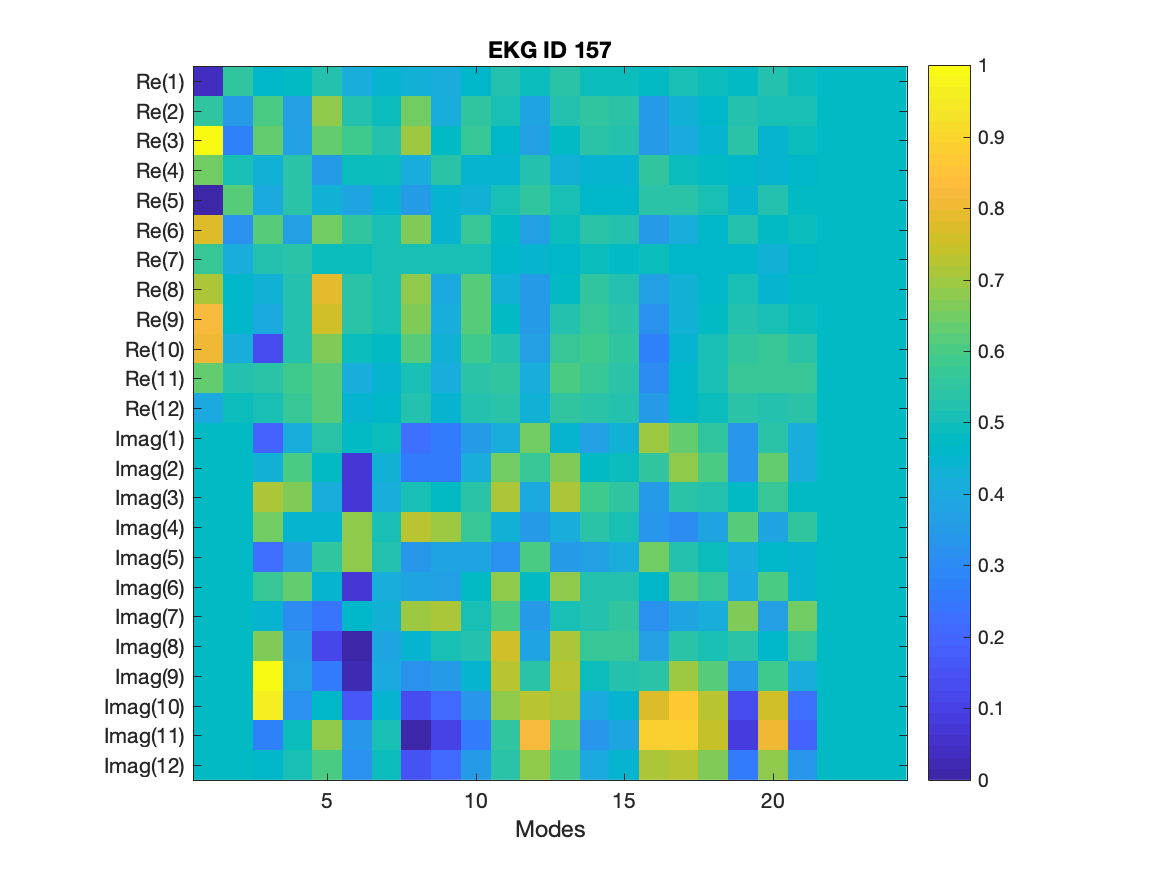 EKG ID 157
Re(1)
Re(2)
Re(3)
Re(4)
Re(5)
Re(6)
Re(7)
Re(8)
Re(9)
Re(10)
Re(11)
Re(12)
Imag(1)
Imag(2)
Imag(3)
Imag(4)
Imag(5)
Imag(6)
Imag(7)
Imag(8)
Imag(9)
Imag(10)
Imag(11)
Imag(12)
5 10 15 20
Modes
1
0.9
0.8
0.7
0.6
0.5
0.4
0.3
0.2
0.1
0